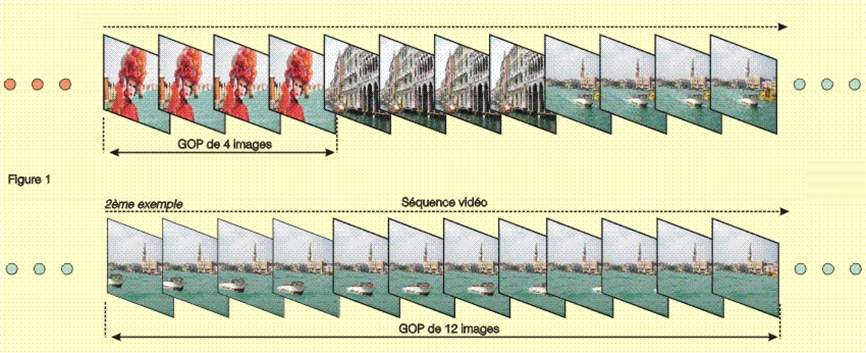 GOP de 4 images
Figure 1
2ème exemple
Séquence vidéo
GOP de 12 images